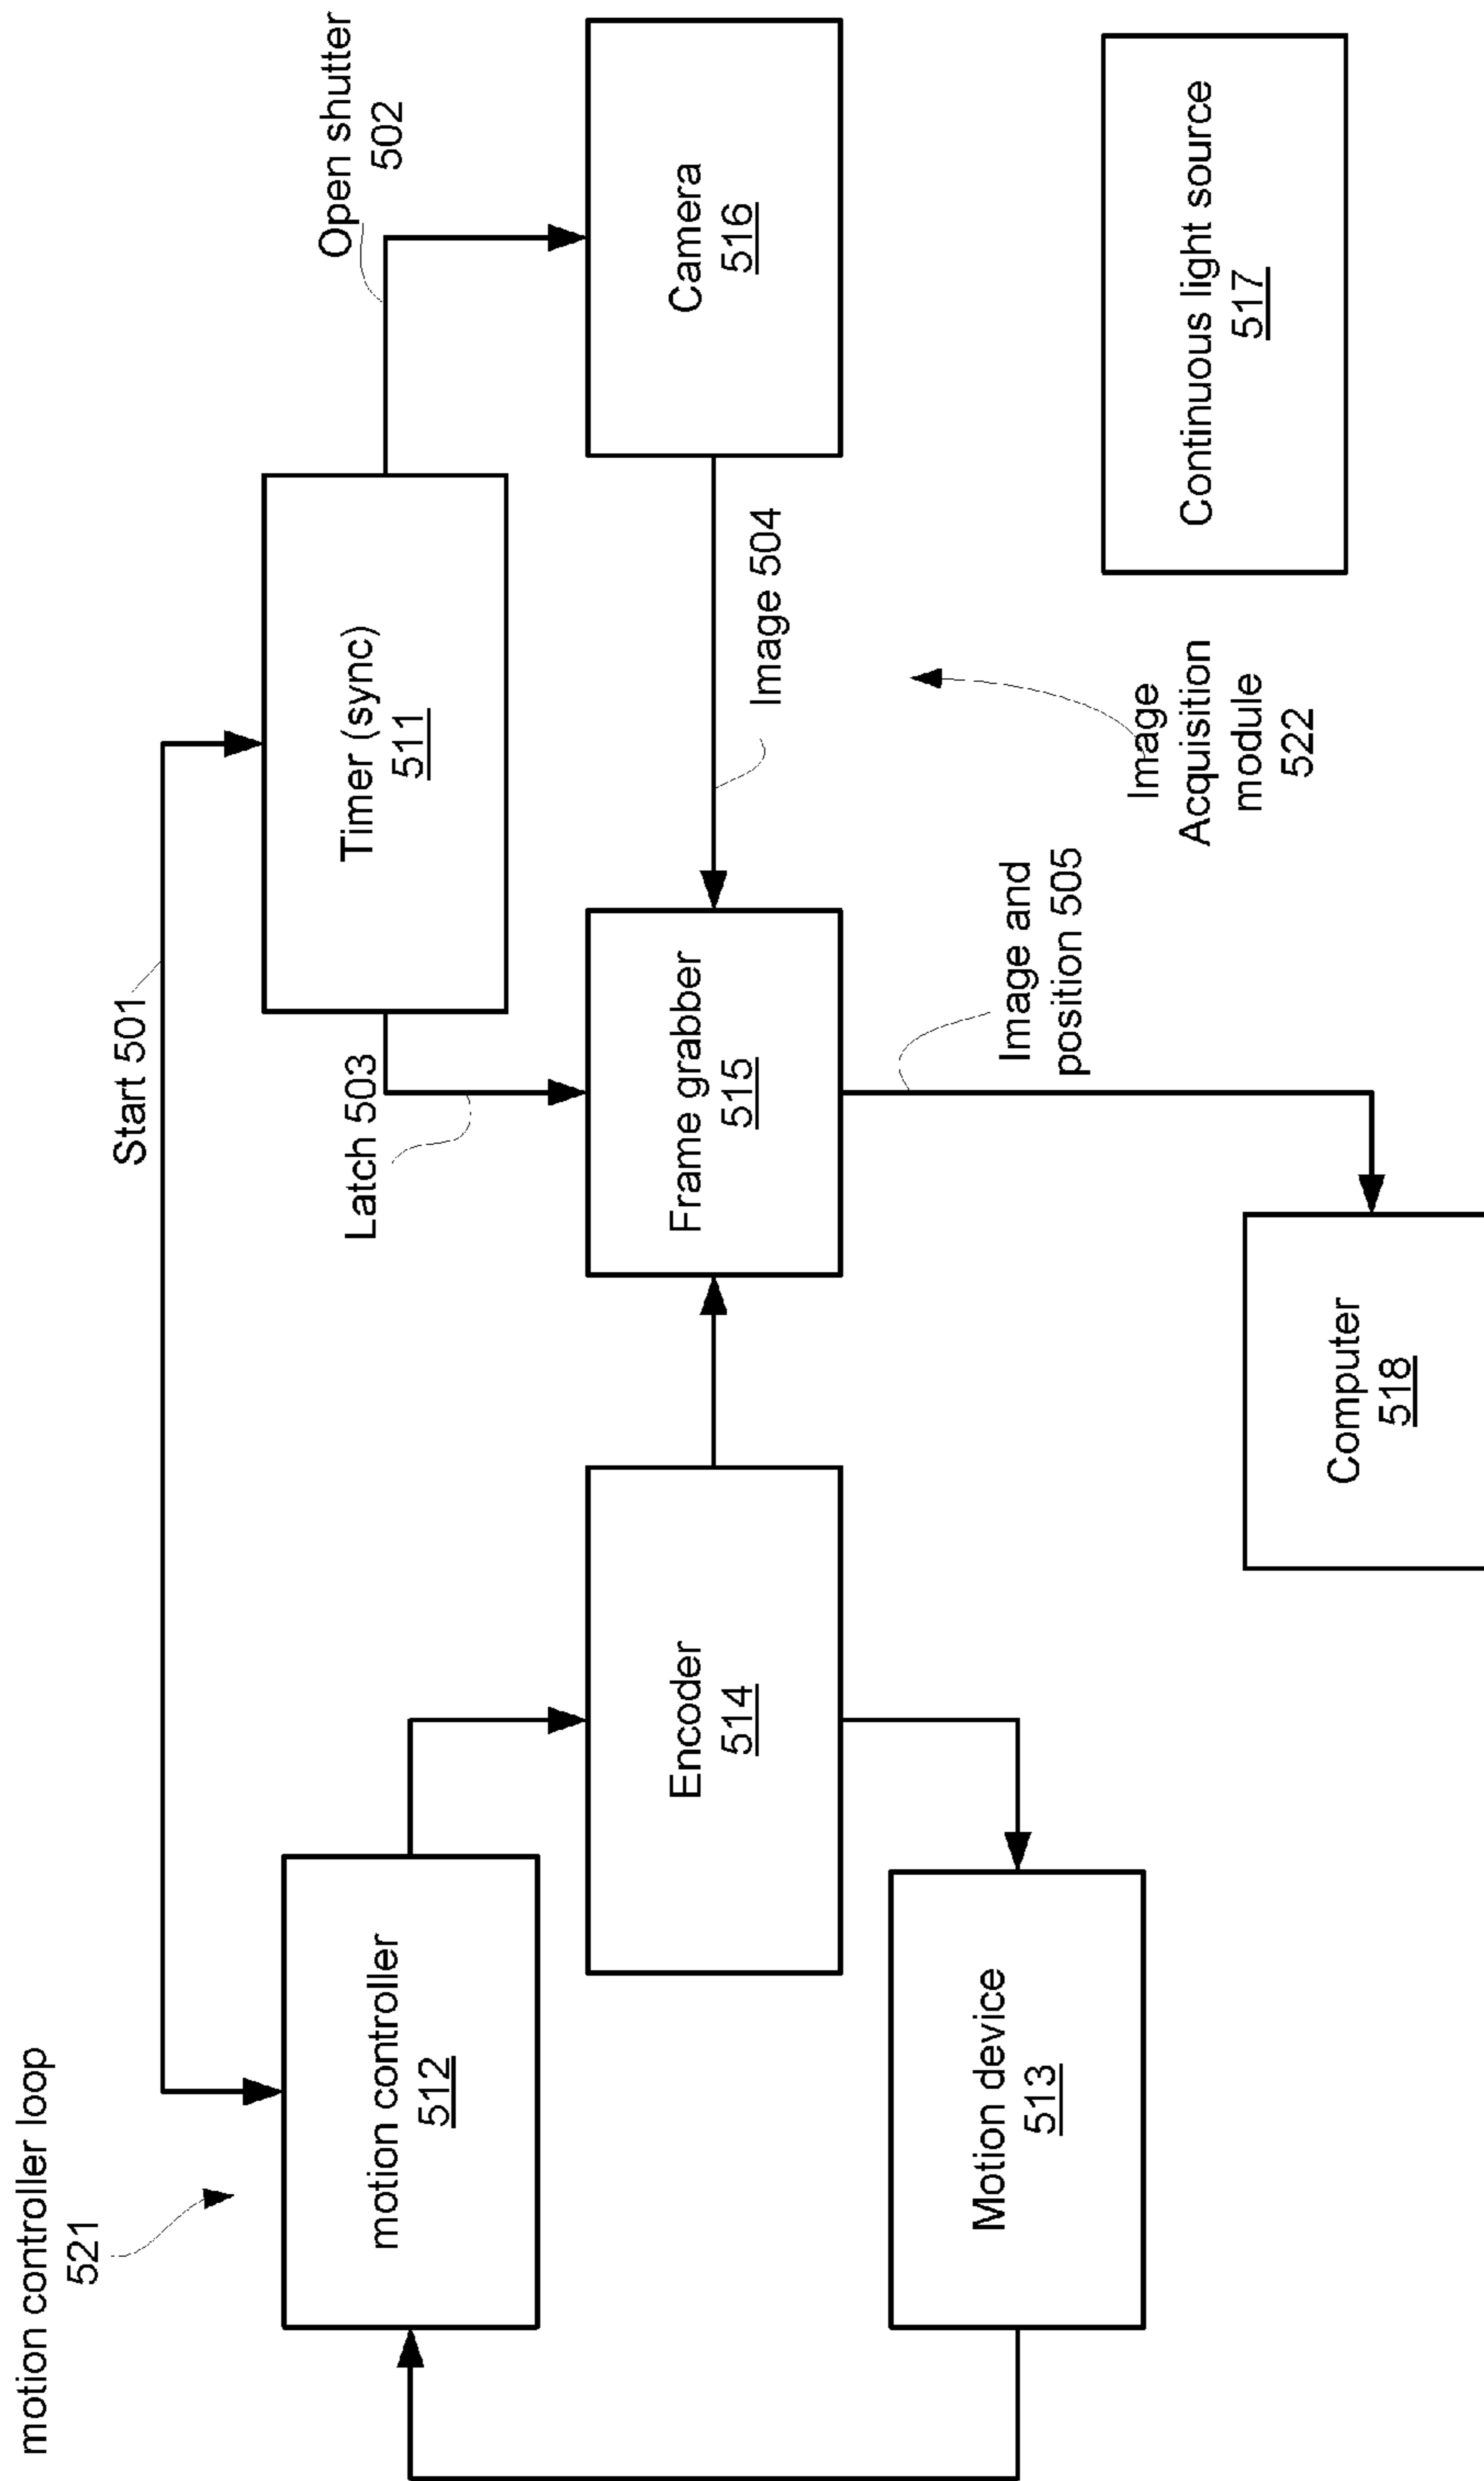 motion controller loop
521
Start 501
Open shutter
502
Timer (sync)
511
Latch 503
motion controller
512
Encoder
514
Frame grabber
515
Camera
516
Image 504
Motion device
513
Image and
position 505
Image
Acquisition
module
522
Continuous light source
517
Computer
518